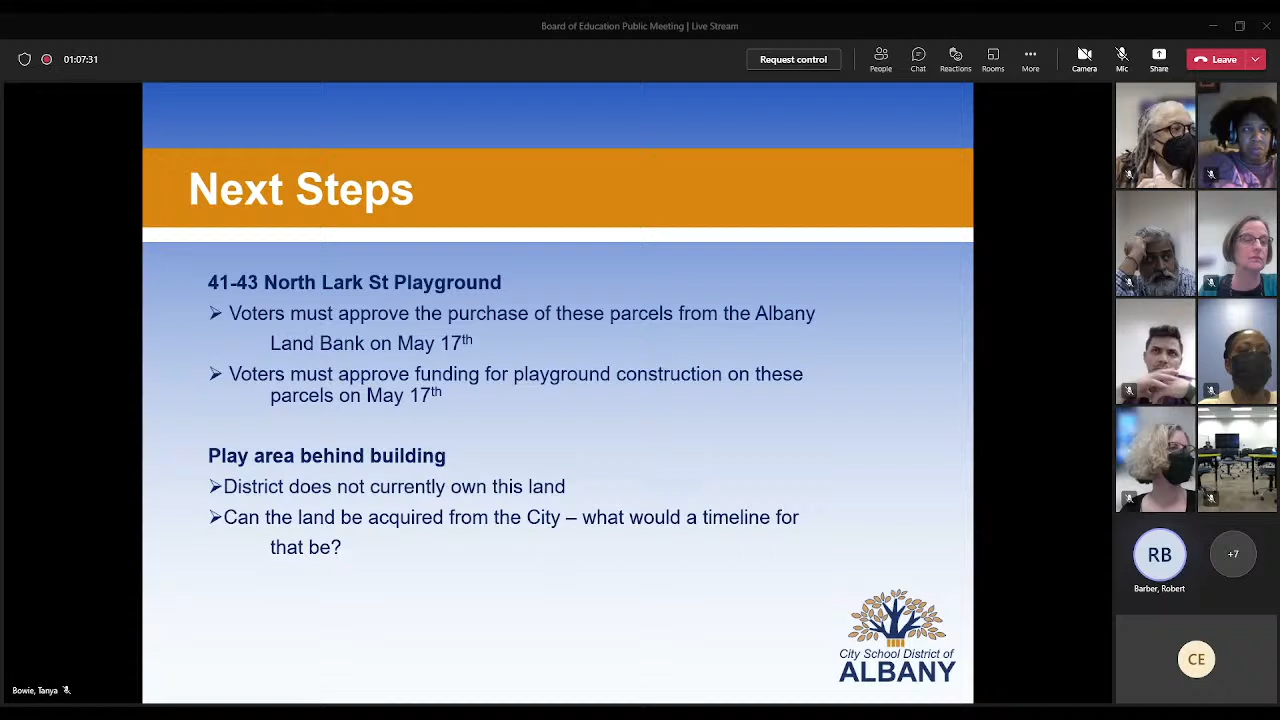 Board of Education Public Meeting | Live Stream
01:07:31
Request control
People
Chat
Reactions
Rooms
More
Camera
Mic
Share
Leave
Next Steps
41-43 North Lark St Playground
➢ Voters must approve the purchase of these parcels from the Albany
Land Bank on May 17th
➢ Voters must approve funding for playground construction on these
parcels on May 17th
Play area behind building
➢District does not currently own this land
➢Can the land be acquired from the City – what would a timeline for
that be?
City School District of
ALBANY
RB
+7
Barber, Robert
CE
Bowie, Tanya